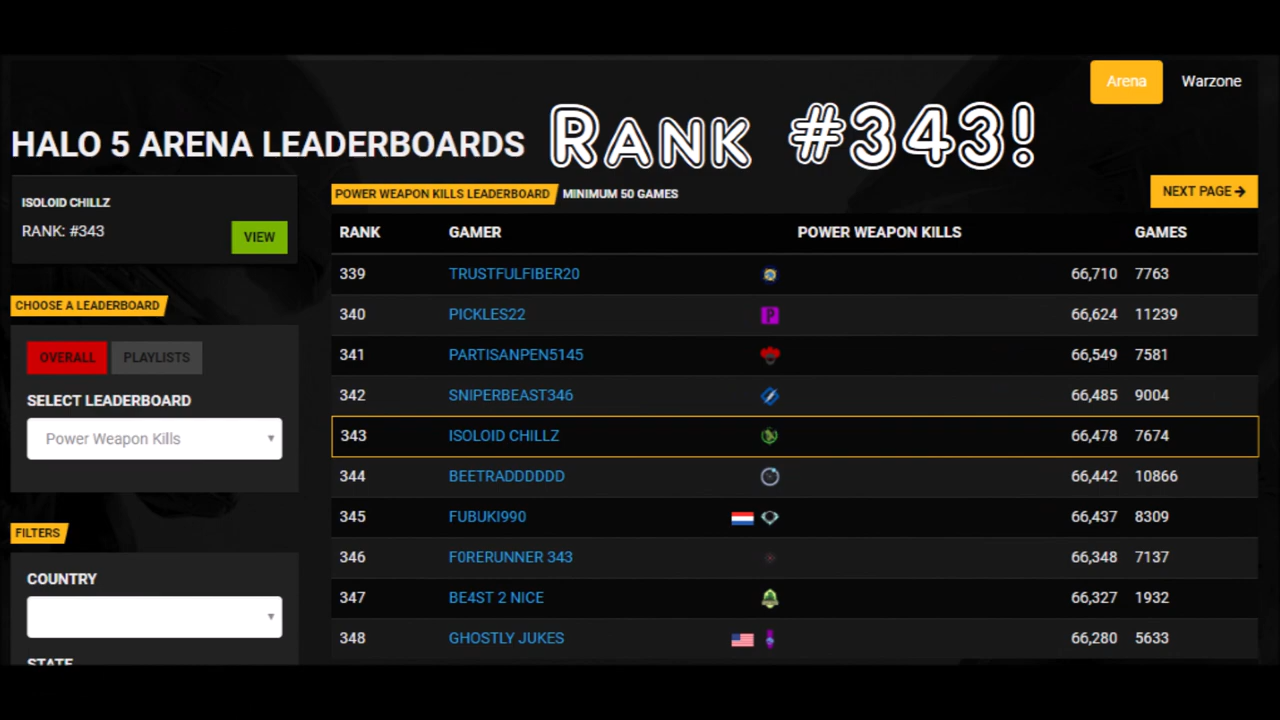 Arena Warzone
HALO 5 ARENA LEADERBOARDS RANK #343!
ISOLOID CHILLZ
RANK: #343
VIEW
CHOOSE A LEADERBOARD
OVERALL PLAYLISTS
SELECT LEADERBOARD
Power Weapon Kills
FILTERS
COUNTRY
STATE
POWER WEAPON KILLS LEADERBOARD MINIMUM 50 GAMES
NEXT PAGE →
RANK GAMER POWER WEAPON KILLS GAMES
339 TRUSTFULFIBER20 66,710 7763
340 PICKLES22 66,624 11239
341 PARTISANPEN5145 66,549 7581
342 SNIPERBEAST346 66,485 9004
343 ISOLOID CHILLZ 66,478 7674
344 BEETRADDDDDD 66,442 10866
345 FUBUKI990 66,437 8309
346 F0RERUNNER 343 66,348 7137
347 BE4ST 2 NICE 66,327 1932
348 GHOSTLY JUKES 66,280 5633